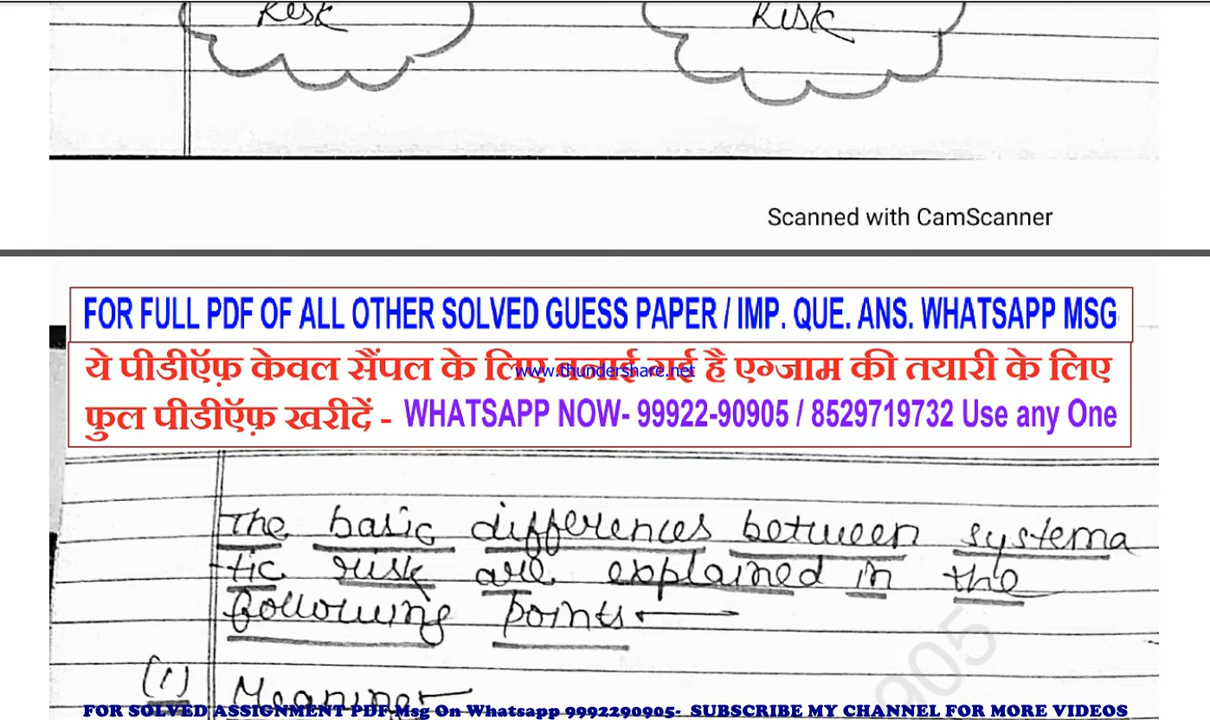 Risk Risk
Scanned with CamScanner
FOR FULL PDF OF ALL OTHER SOLVED GUESS PAPER / IMP. QUE. ANS. WHATSAPP MSG
ये पीडीऍफ़ केवल सैंपल के लिए बनाई गई है एग्जाम की तयारी के लिए
www.thundershare.net
फुल पीडीऍफ़ खरीदें - WHATSAPP NOW- 99922-90905 / 8529719732 Use any One
The basic differences between systema
tic risk are explained in the
following points
905
(1) Meaning
FOR SOLVED ASSIGNMENT PDF Msg On Whatsapp 9992290905- SUBSCRIBE MY CHANNEL FOR MORE VIDEOS